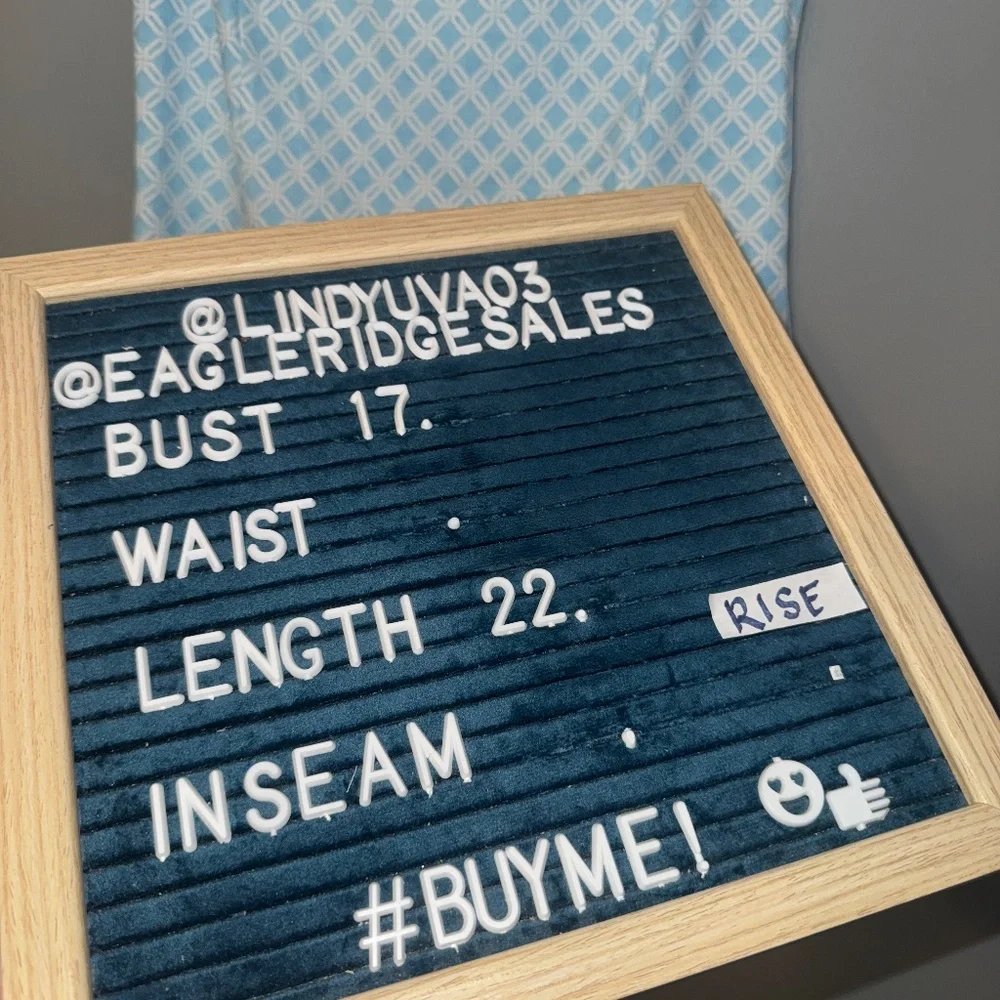 @LINDYUVA03
@EAGLERIDGESALES
BUST 17.
WAIST .
LENGTH 22.
RISE .
INSEAM .
#BUYME!